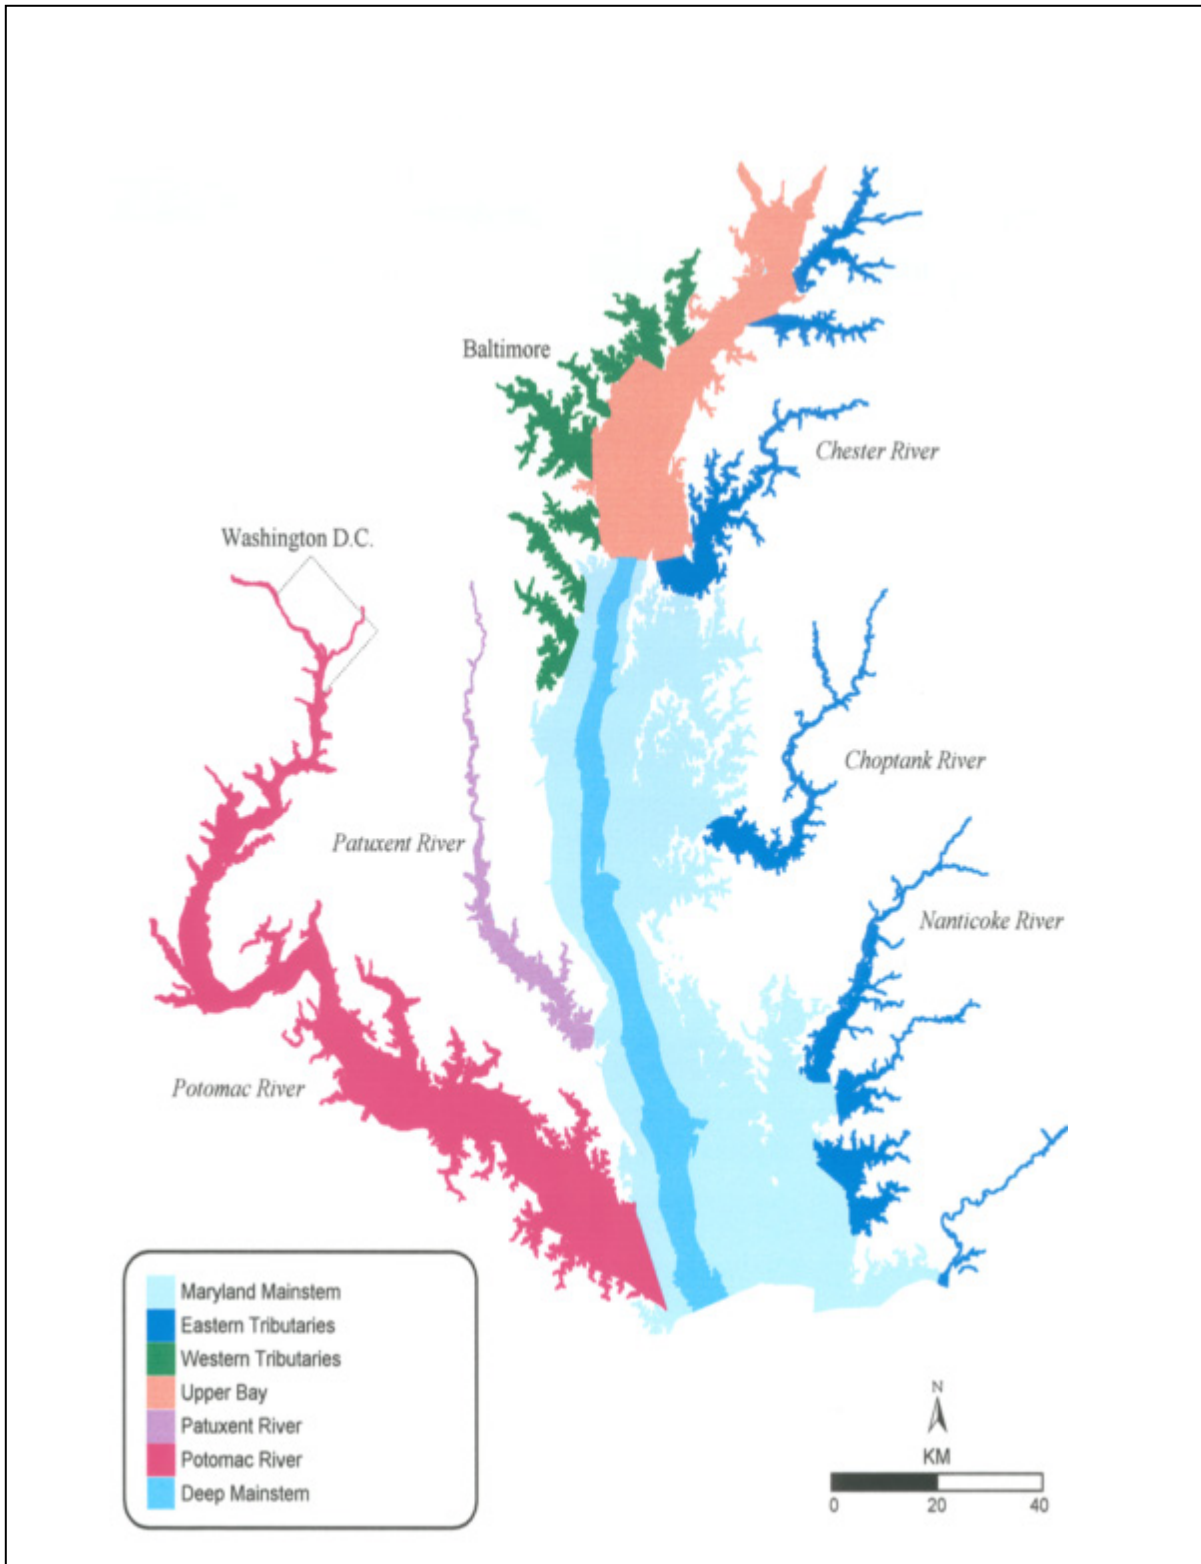 Baltimore
Chester River
Washington D.C.
Choptank River
Patuxent River
Nanticoke River
Potomac River
Maryland Mainstem
Eastern Tributaries
Western Tributaries
Upper Bay
Patuxent River
Potomac River
Deep Mainstem
N
KM
0 20 40